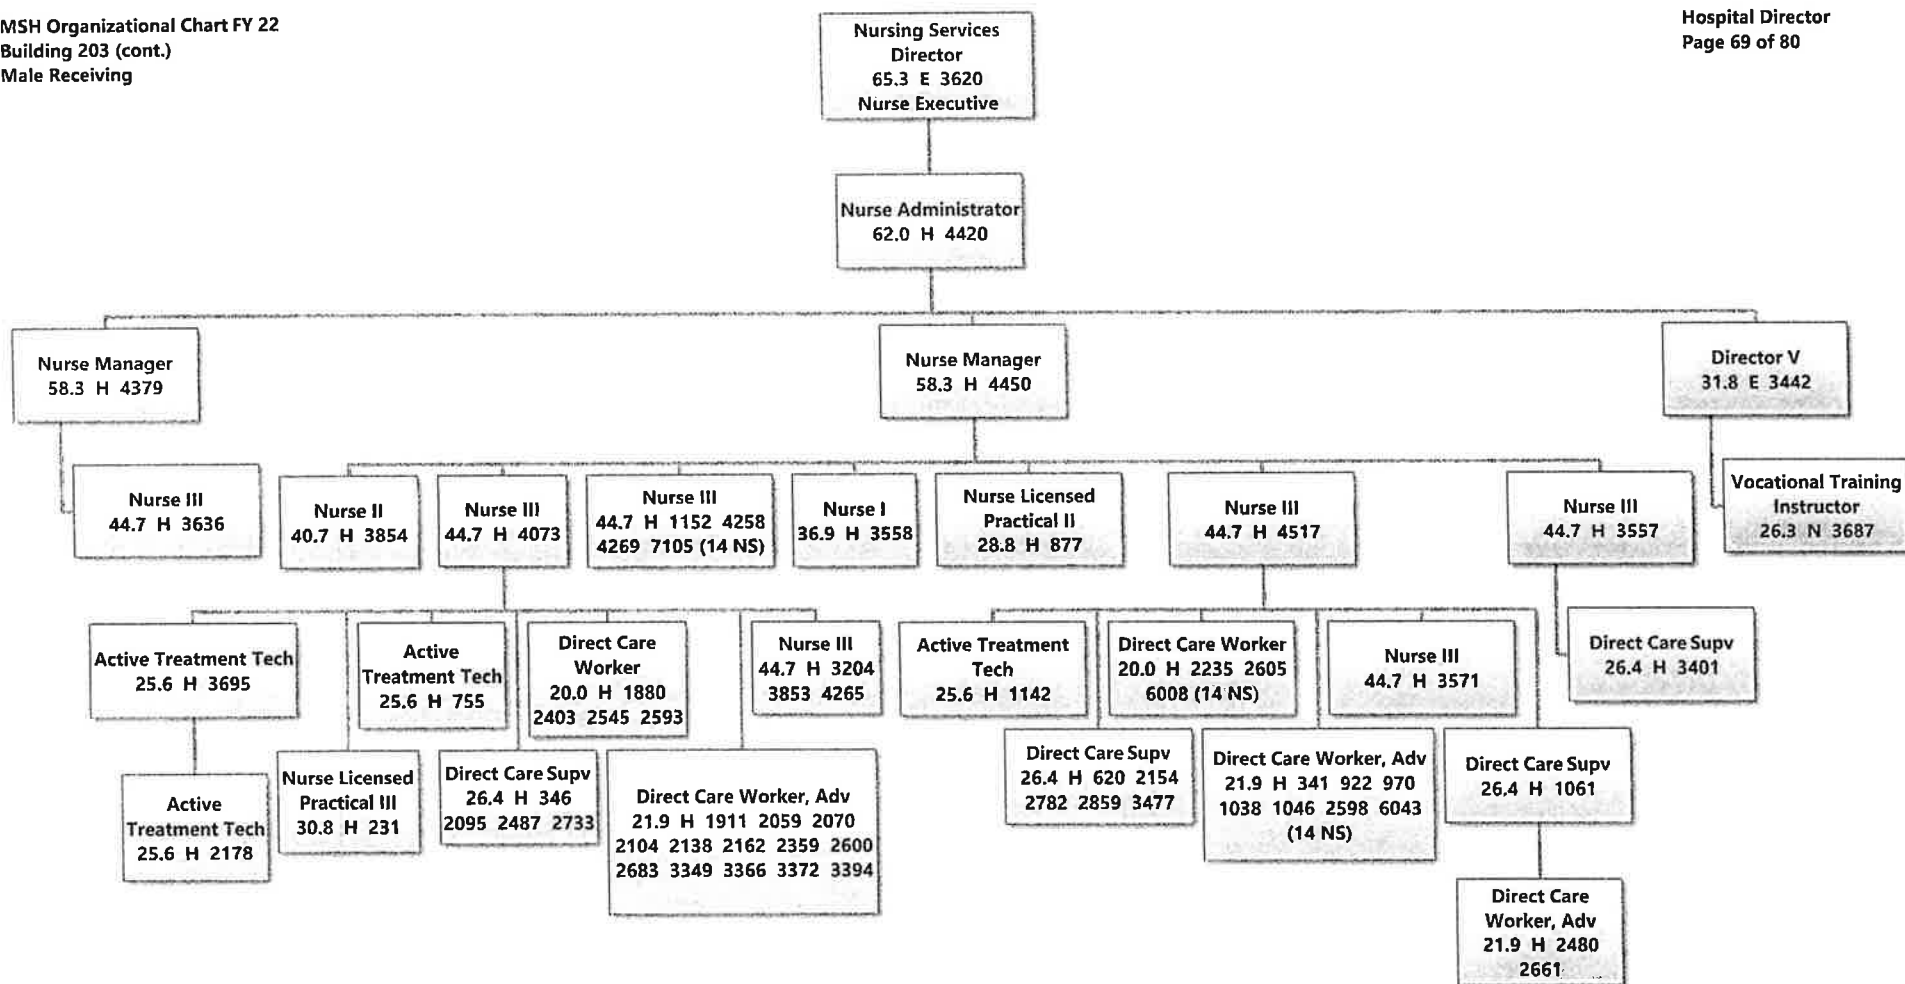 MSH Organizational Chart FY 22
Building 203 (cont.)
Male Receiving
Hospital Director
Page 69 of 80
Nursing Services
Director
65.3 E 3620
Nurse Executive
Nurse Administrator
62.0 H 4420
Nurse Manager
58.3 H 4379
Nurse Manager
58.3 H 4450
Director V
31.8 E 3442
Nurse III
44.7 H 3636
Nurse II
40.7 H 3854
Nurse III
44.7 H 4073
Nurse III
44.7 H 1152 4258
4269 7105 (14 NS)
Nurse I
36.9 H 3558
Nurse Licensed
Practical II
28.8 H 877
Nurse III
44.7 H 4517
Nurse III
44.7 H 3557
Vocational Training
Instructor
26.3 N 3687
Active Treatment Tech
25.6 H 3695
Active
Treatment Tech
25.6 H 755
Direct Care
Worker
20.0 H 1880
2403 2545 2593
Nurse III
44.7 H 3204
3853 4265
Active Treatment
Tech
25.6 H 1142
Direct Care Worker
20.0 H 2235 2605
6008 (14 NS)
Nurse III
44.7 H 3571
Direct Care Supv
26.4 H 3401
Active
Treatment Tech
25.6 H 2178
Nurse Licensed
Practical III
30.8 H 231
Direct Care Supv
26.4 H 346
2095 2487 2733
Direct Care Worker, Adv
21.9 H 1911 2059 2070
2104 2138 2162 2359 2600
2683 3349 3366 3372 3394
Direct Care Supv
26.4 H 620 2154
2782 2859 3477
Direct Care Worker, Adv
21.9 H 341 922 970
1038 1046 2598 6043
(14 NS)
Direct Care Supv
26.4 H 1061
Direct Care
Worker, Adv
21.9 H 2480
2661